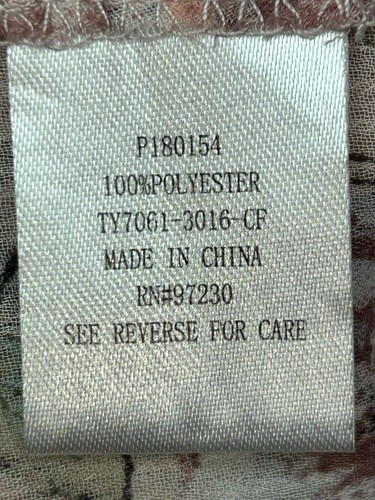 P180154
100%POLYESTER
TY7061-3016-CF
MADE IN CHINA
RN#97230
SEE REVERSE FOR CARE